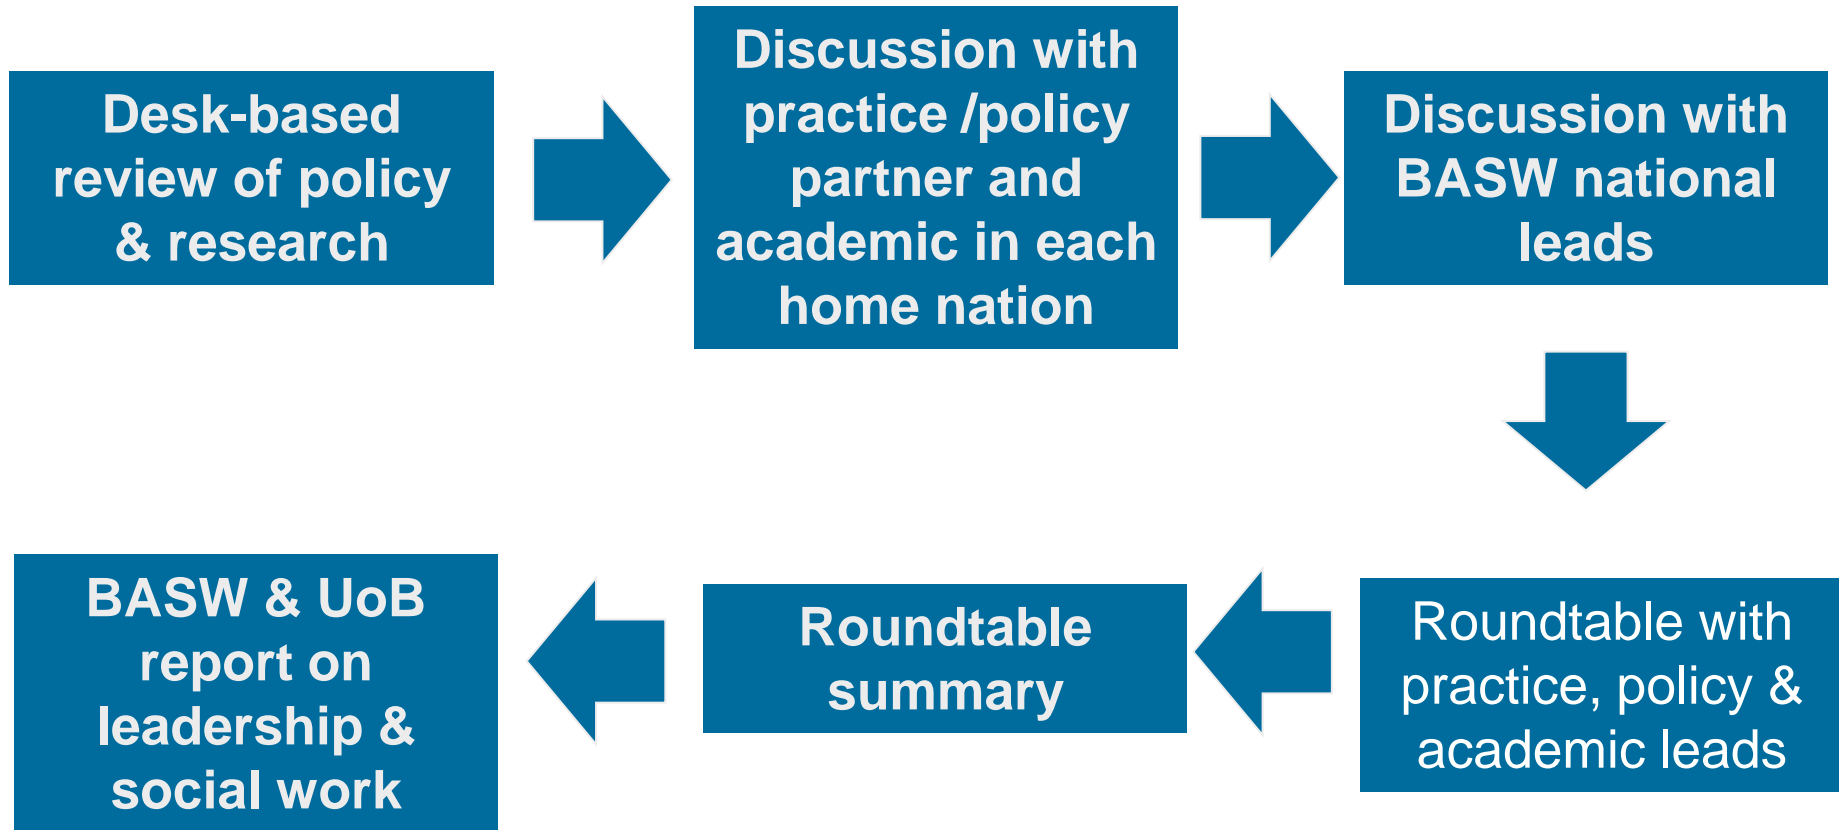 Desk-based
review of policy
& research
Discussion with
practice /policy
partner and
academic in each
home nation
Discussion with
BASW national
leads
Roundtable with
practice, policy &
academic leads
Roundtable
summary
BASW & UoB
report on
leadership &
social work